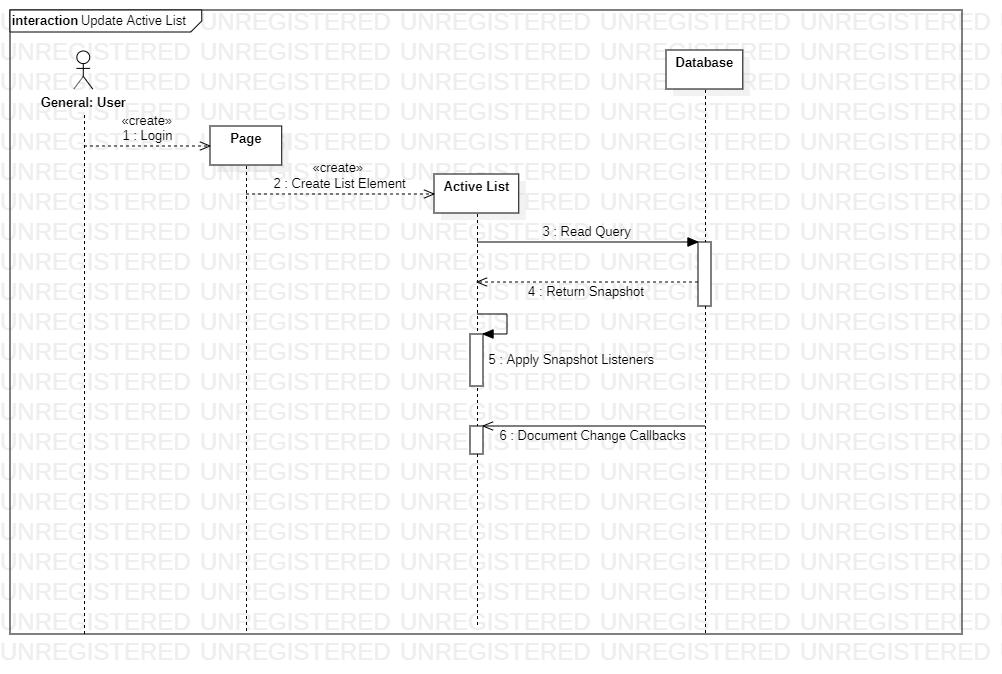 interaction Update Active List
General: User
Database
«create»
1 : Login
Page
«create»
2 : Create List Element
Active List
3 : Read Query
4 : Return Snapshot
5 : Apply Snapshot Listeners
6 : Document Change Callbacks
UNREGISTERED